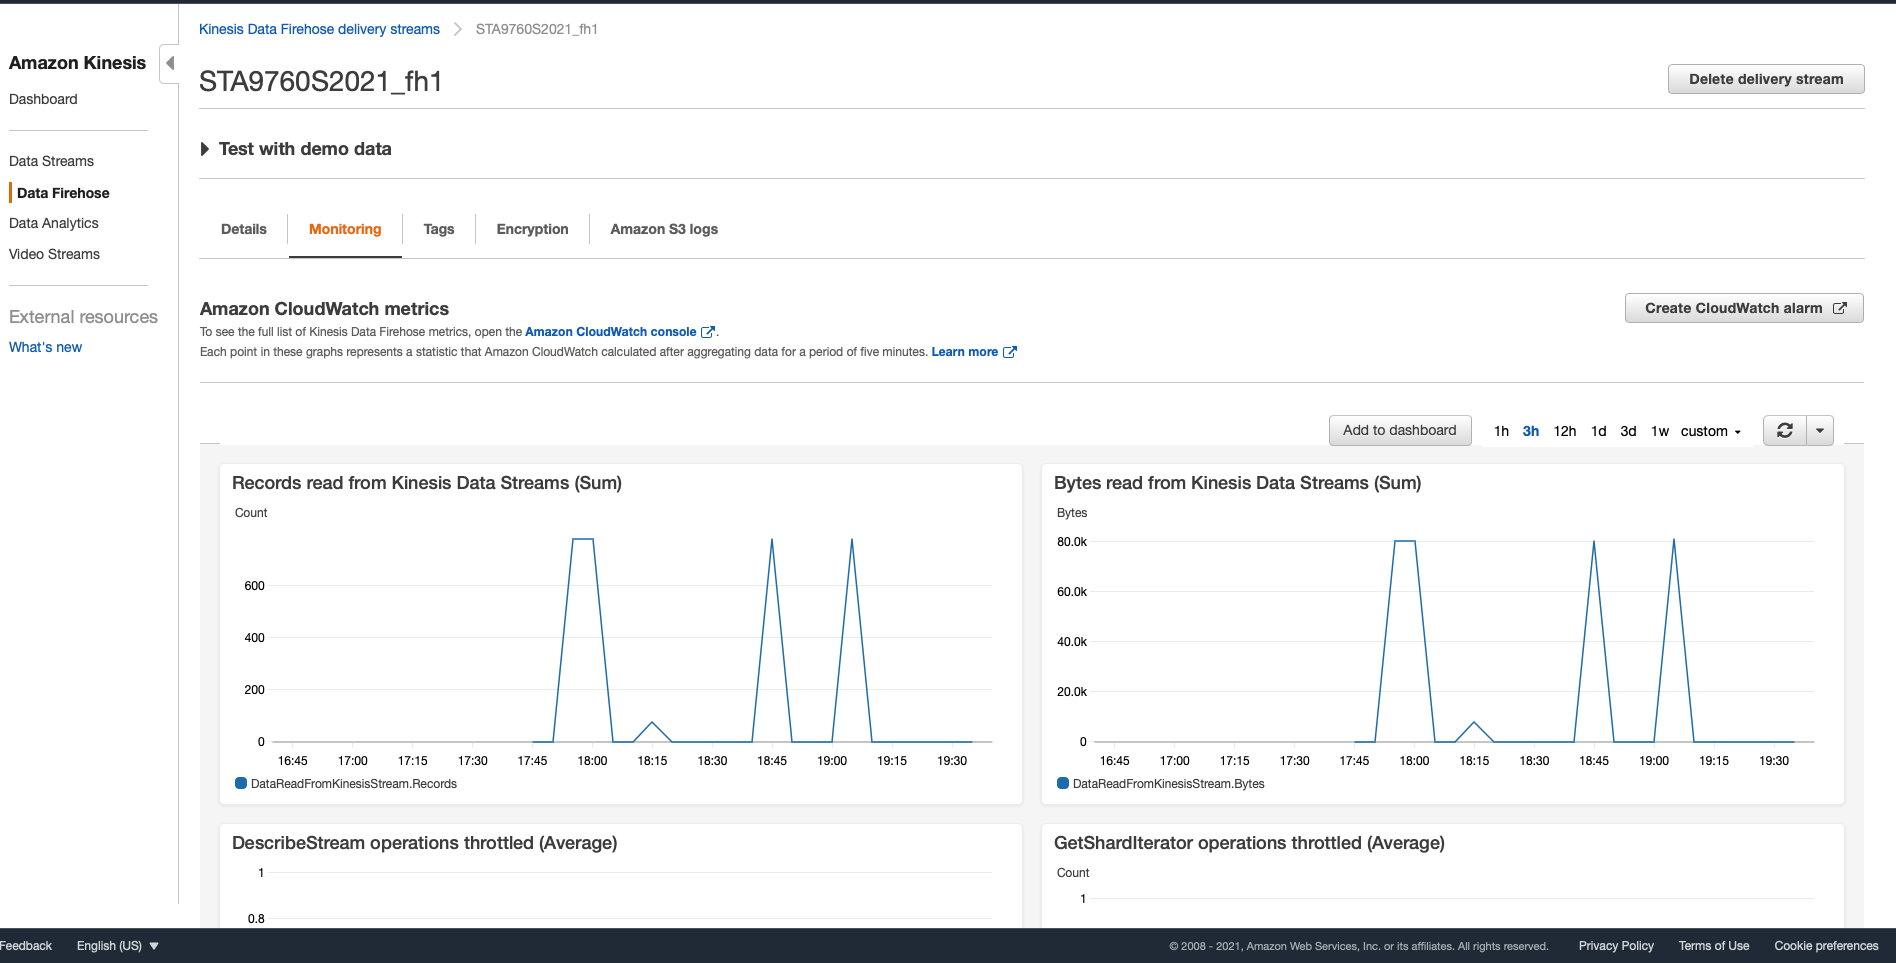 Kinesis Data Firehose delivery streams
STA9760S2021_fh1
Amazon Kinesis
Dashboard
Data Streams
Data Firehose
Data Analytics
Video Streams
External resources
What's new
STA9760S2021_fh1
Delete delivery stream
Test with demo data
Details Monitoring Tags Encryption Amazon S3 logs
Amazon CloudWatch metrics
Create CloudWatch alarm
To see the full list of Kinesis Data Firehose metrics, open the Amazon CloudWatch console .
Each point in these graphs represents a statistic that Amazon CloudWatch calculated after aggregating data for a period of five minutes. Learn more
Add to dashboard 1h 3h 12h 1d 3d 1w custom
Records read from Kinesis Data Streams (Sum)
Count
600
400
200
0
16:45 17:00 17:15 17:30 17:45 18:00 18:15 18:30 18:45 19:00 19:15 19:30
DataReadFromKinesisStream.Records
Bytes read from Kinesis Data Streams (Sum)
Bytes
80.0k
60.0k
40.0k
20.0k
0
16:45 17:00 17:15 17:30 17:45 18:00 18:15 18:30 18:45 19:00 19:15 19:30
DataReadFromKinesisStream.Bytes
DescribeStream operations throttled (Average)
1
0.8
GetShardIterator operations throttled (Average)
Count
1
Feedback English (US)
© 2008 - 2021, Amazon Web Services, Inc. or its affiliates. All rights reserved. Privacy Policy Terms of Use Cookie preferences